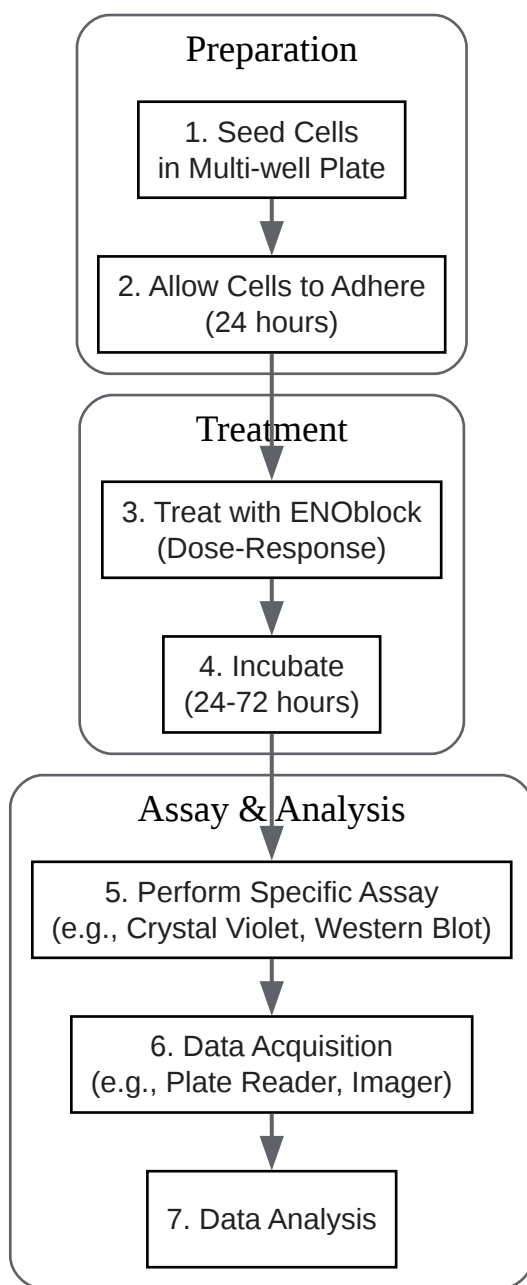 Preparation
1. Seed Cells
in Multi-well Plate
2. Allow Cells to Adhere
(24 hours)
Treatment
3. Treat with ENOblock
(Dose-Response)
4. Incubate
(24-72 hours)
Assay & Analysis
5. Perform Specific Assay
(e.g., Crystal Violet, Western Blot)
6. Data Acquisition
(e.g., Plate Reader, Imager)
7. Data Analysis